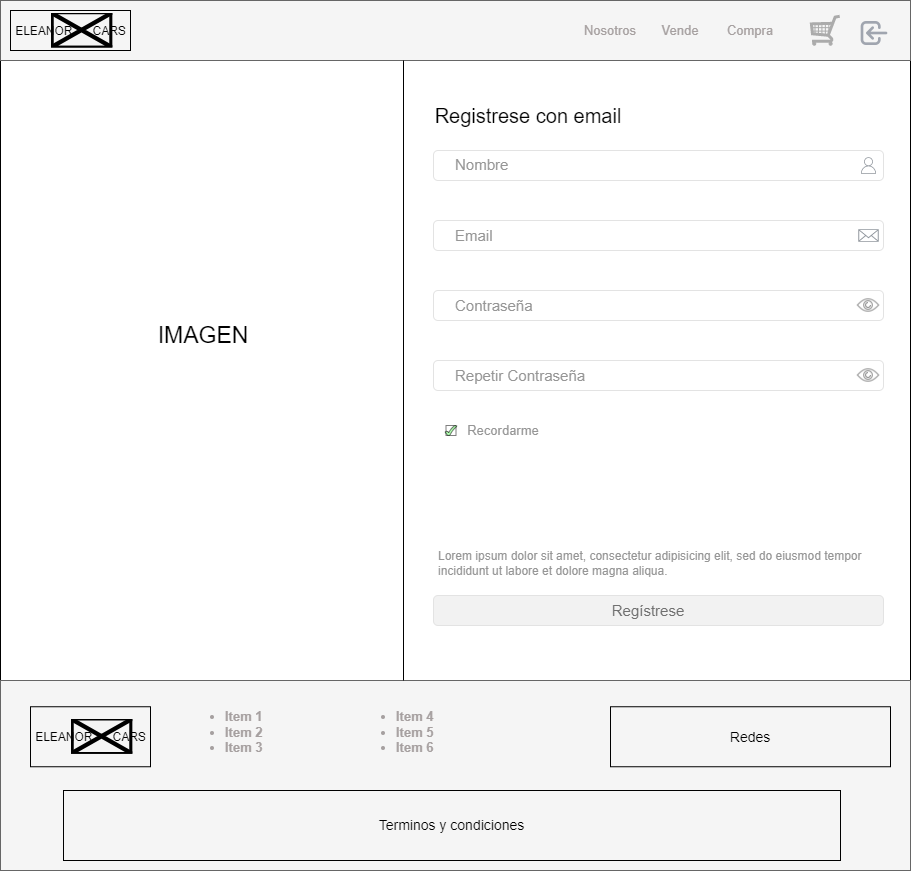 ELEANOR CARS
Nosotros
Vende
Compra
Registrese con email
Nombre
Email
Contraseña
Repetir Contraseña
Recordarme
IMAGEN
Lorem ipsum dolor sit amet, consectetur adipisicing elit, sed do eiusmod tempor
incididunt ut labore et dolore magna aliqua.
Regístrese
ELEANOR CARS
Item 1
Item 2
Item 3
Item 4
Item 5
Item 6
Redes
Terminos y condiciones